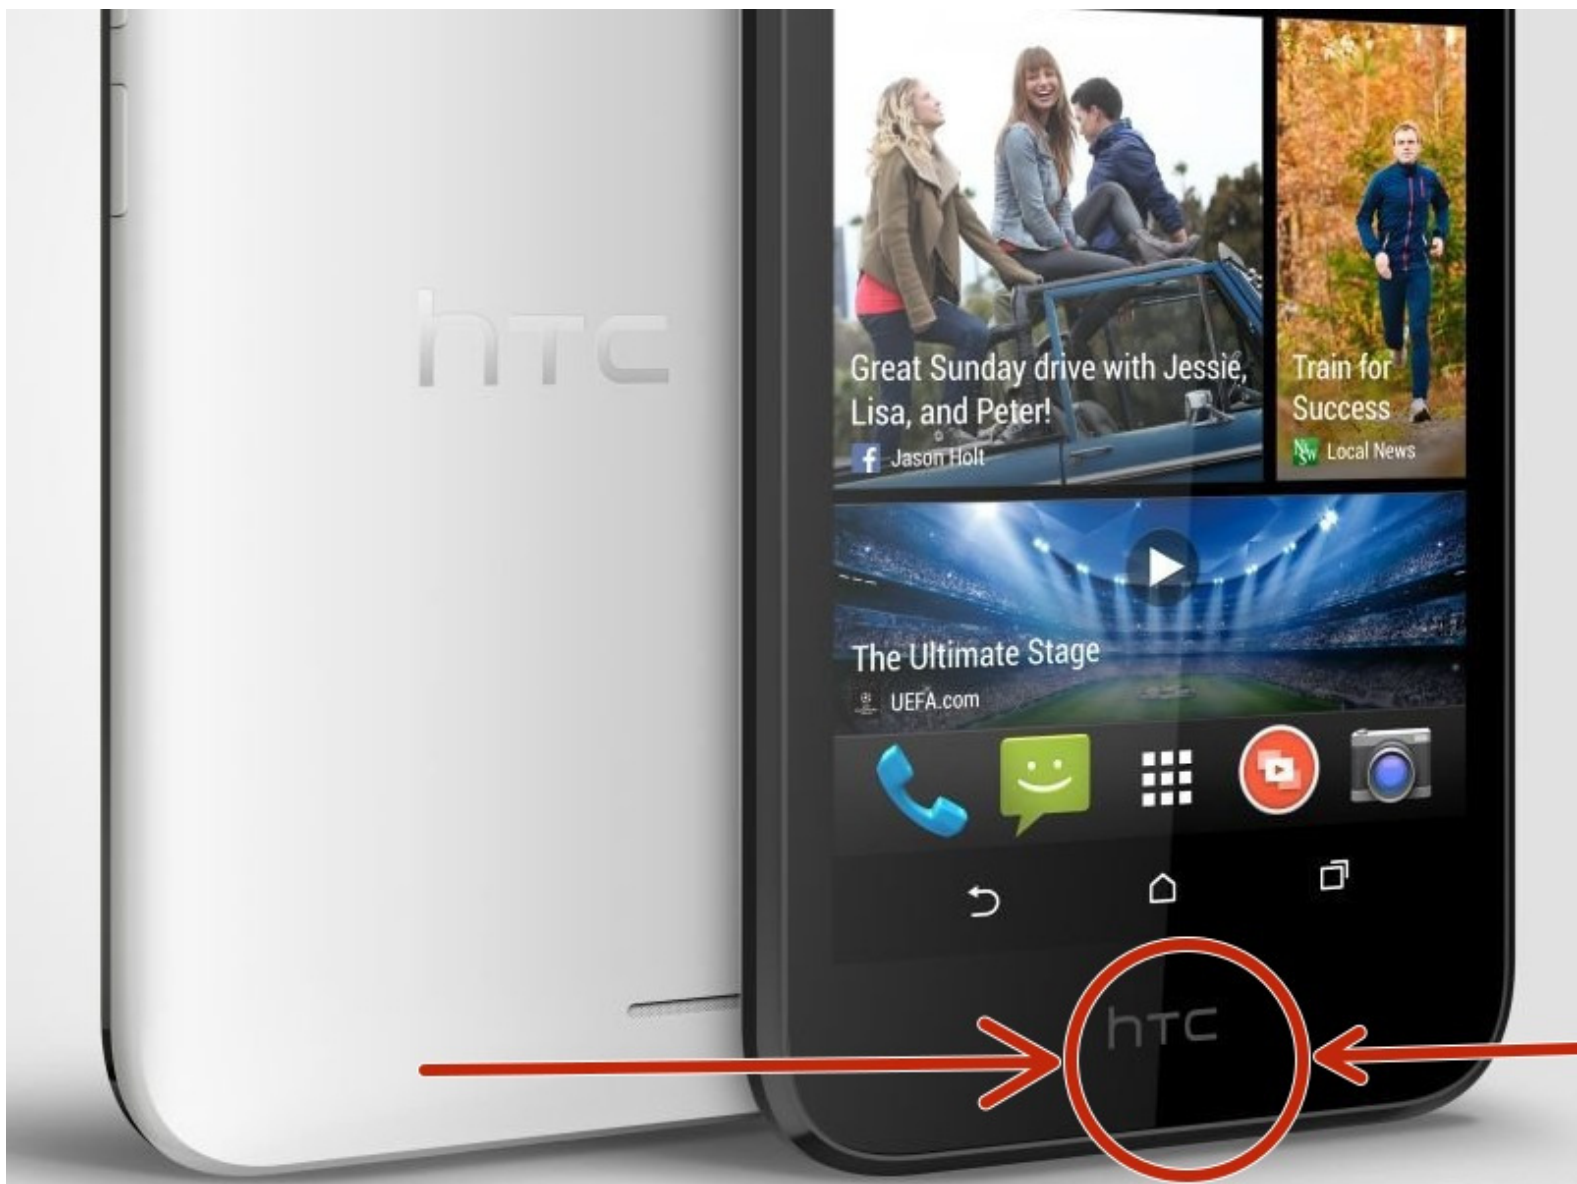 hTC
Great Sunday drive with Jessie,
Lisa, and Peter!
Jason Holt
Train for
Success
Local News
The Ultimate Stage
UEFA.com
hTC